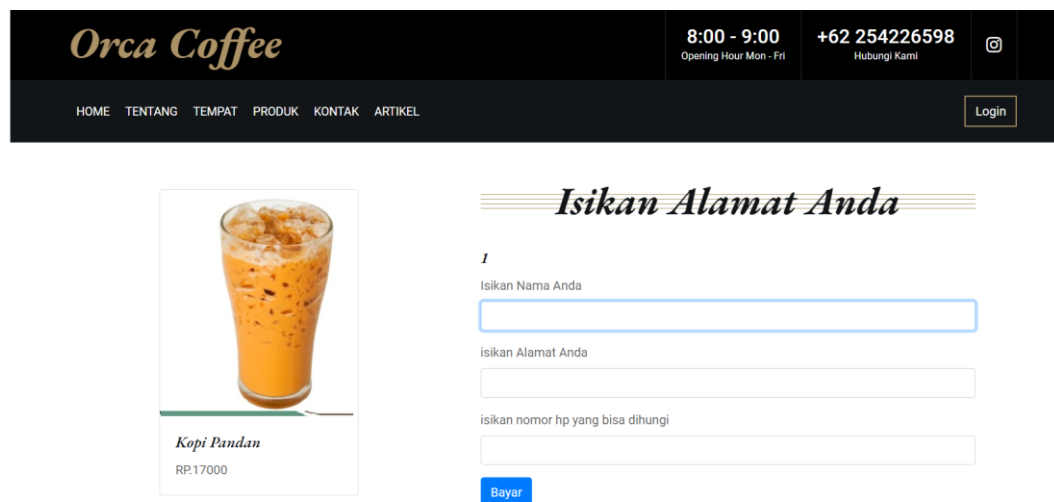 Orca Coffee
8:00 - 9:00
Opening Hour Mon - Fri
+62 254226598
Hubungi Kami
HOME TENTANG TEMPAT PRODUK KONTAK ARTIKEL
Login
Kopi Pandan
RP.17000
Isikan Alamat Anda
1
Isikan Nama Anda
isikan Alamat Anda
isikan nomor hp yang bisa dihungi
Bayar